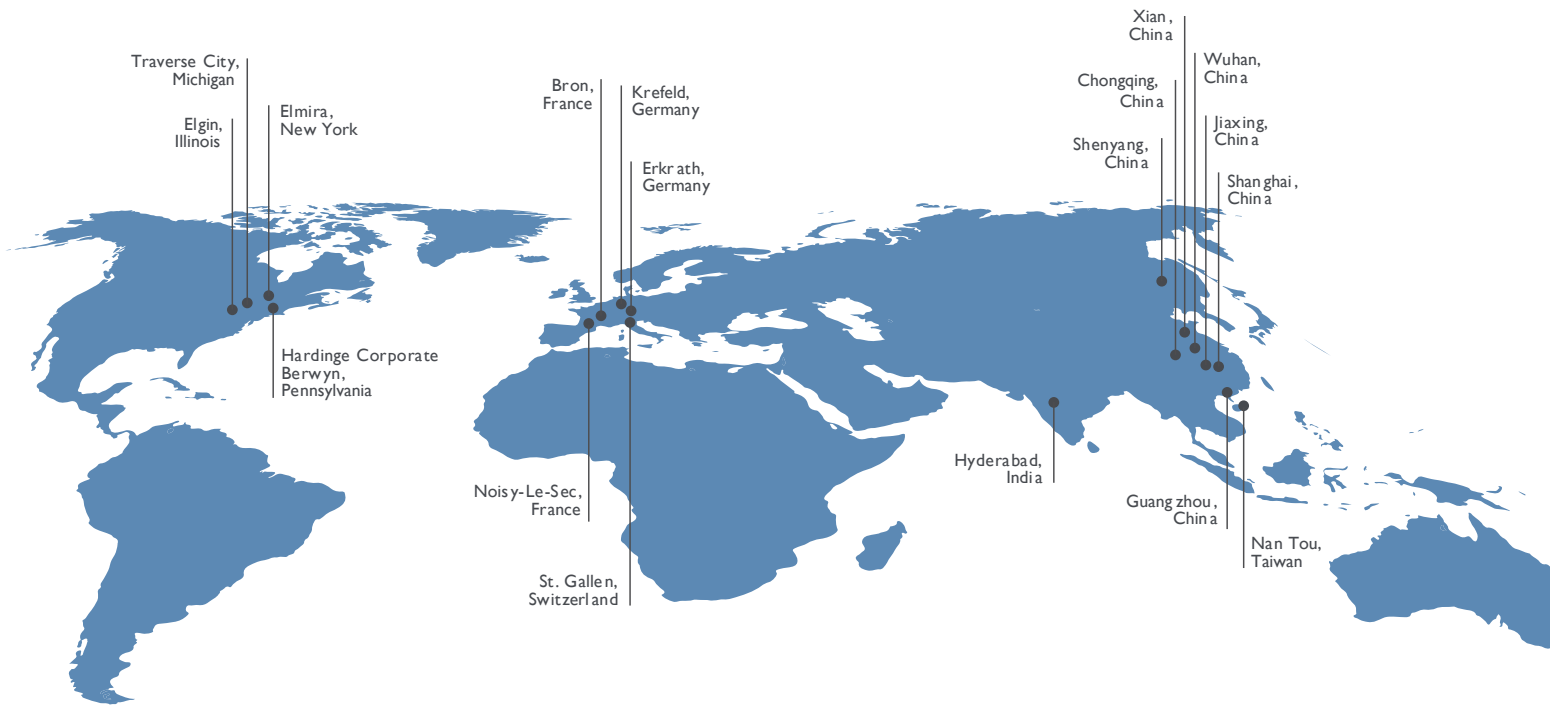 Traverse City,
Michigan
Elgin,
Illinois
Elmira,
New York
Hardinge Corporate
Berwyn,
Pennsylvania
Bron,
France
Krefeld,
Germany
Erkrath,
Germany
Noisy-Le-Sec,
France
St. Gallen,
Switzerland
Xian,
China
Wuhan,
China
Chongqing,
China
Jiaxing,
China
Shenyang,
China
Shanghai,
China
Hyderabad,
India
Guangzhou,
China
Nan Tou,
Taiwan